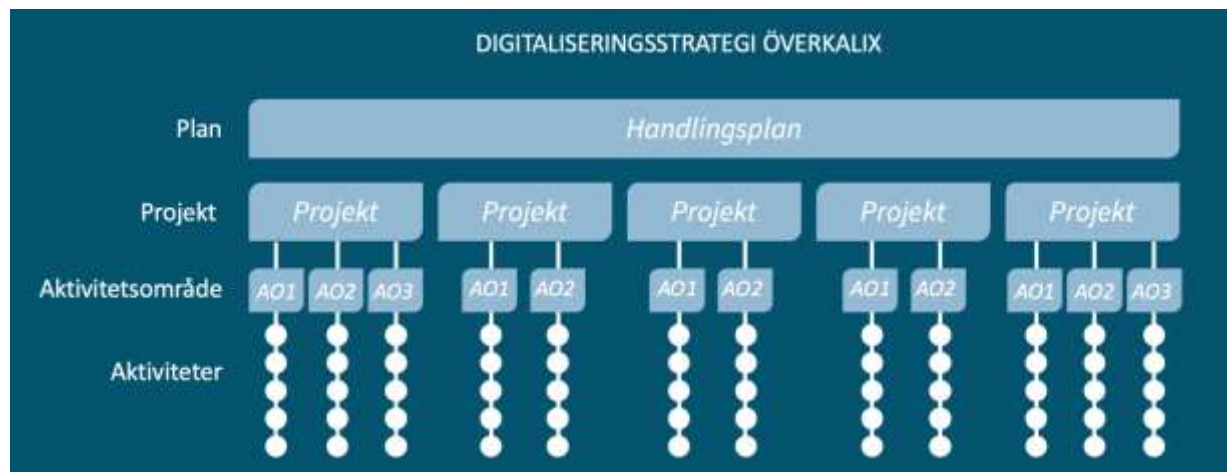 DIGITALISERINGSSTRATEGI ÖVERKALIX
Plan
Handlingsplan
Projekt
Projekt Projekt Projekt Projekt Projekt
Aktivitetsområde
AO1 AO2 AO3 AO1 AO2 AO1 AO2 AO1 AO2 AO1 AO2 AO3
Aktiviteter